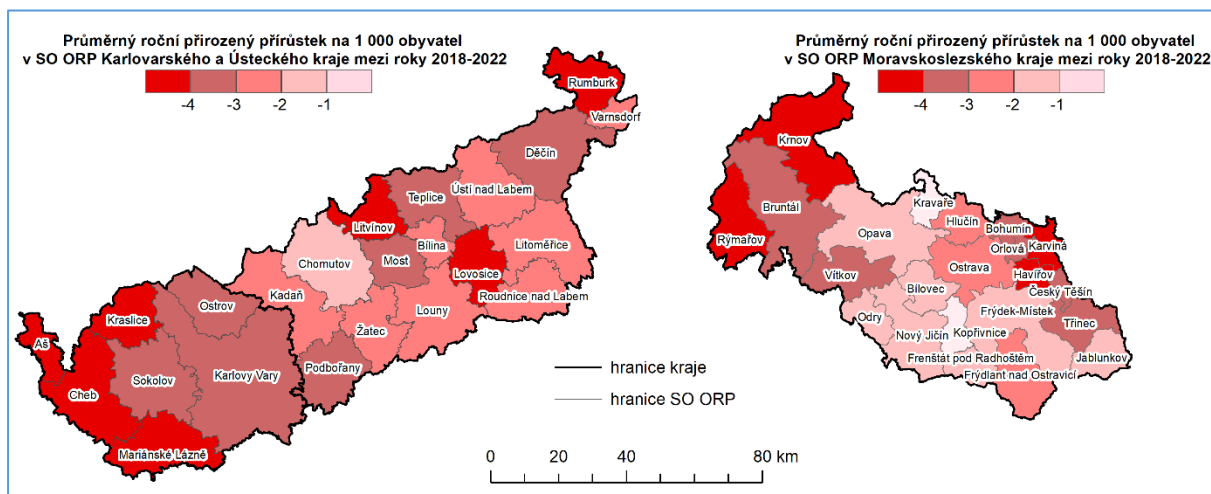 Průměrný roční přirozený přírůstek na 1 000 obyvatel
v SO ORP Karlovarského a Ústeckého kraje mezi roky 2018-2022
-4 -3 -2 -1
Rumburk
Varnsdorf
Děčín
Ústí nad Labem
Teplice
Litvínov
Bílina
Litoměřice
Most
Lovosice
Chomutov
Roudnice nad Labem
Kadaň
Louny
Žatec
Ostrov
Kraslice
Aš
Podbořany
Karlovy Vary
Sokolov
Cheb
Mariánské Lázně
hranice kraje
hranice SO ORP
0 20 40 60 80 km
Průměrný roční přirozený přírůstek na 1 000 obyvatel
v SO ORP Moravskoslezského kraje mezi roky 2018-2022
-4 -3 -2 -1
Krnov
Bruntál
Rýmařov
Kravaře
Hlučín
Opava
Bohumín
Orlová
Karviná
Ostrava
Havířov
Vítkov
Bílovec
Český Těšín
Frýdek-Místek
Odry
Třinec
Nový Jičín
Kopřivnice
Frenštát pod Radhoštěm
Jablunkov
Frýdlant nad Ostravicí